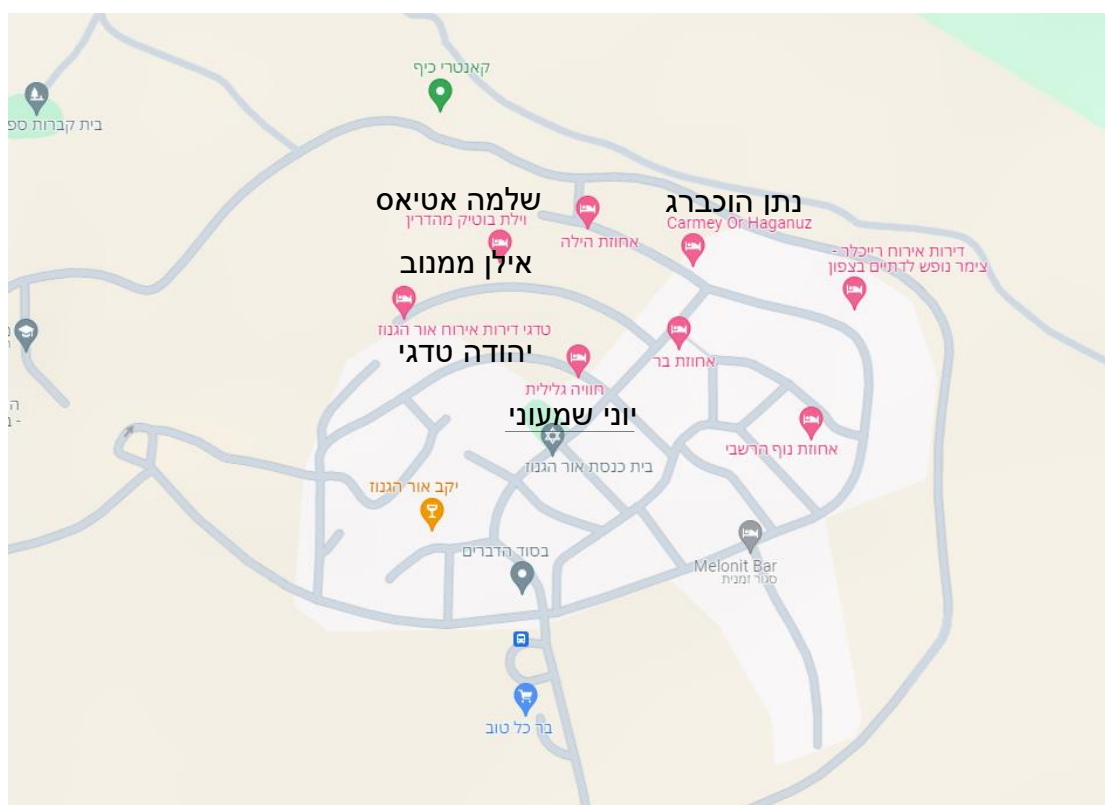 קאנטרי כיף
בית קברות ספ
שלמה אטיאס
וילת בוטיק מהדרין
אחוזת הילה
נתן הוכברג
Carmey Or Haganuz
דירות אירוח רייכלר -
צימר נופש לדתיים בצפון
אילן ממנוב
טדגי דירות אירוח אור הגנוז
יהודה טדגי
אחוזת בר
חוויה גלילית
יוני שמעוני
אחוזת נוף הרשבי
בית כנסת אור הגנוז
יקב אור הגנוז
בסוד הדברים
Melonit Bar
סגור זמנית
בר כל טוב